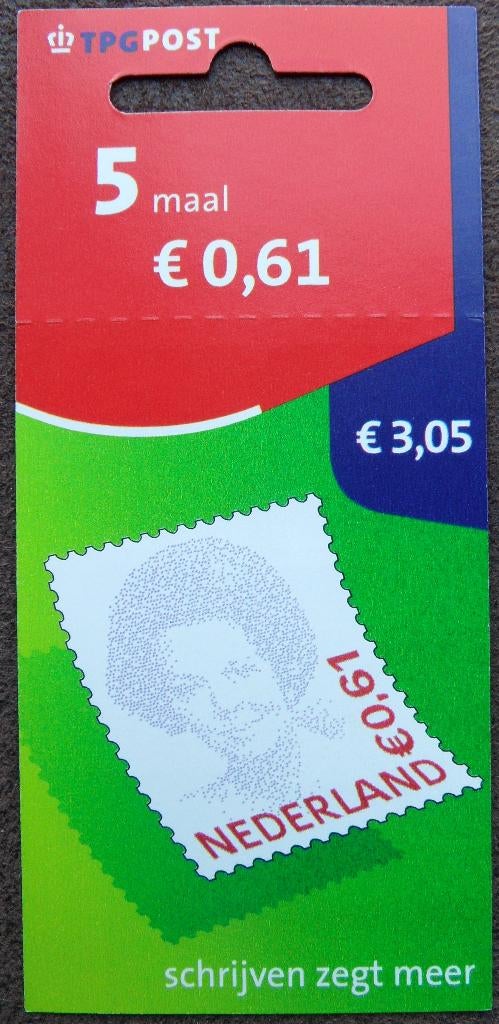 TPGPOST
5 maal
€ 0,61
€ 3,05
€0,61
NEDERLAND
schrijven zegt meer